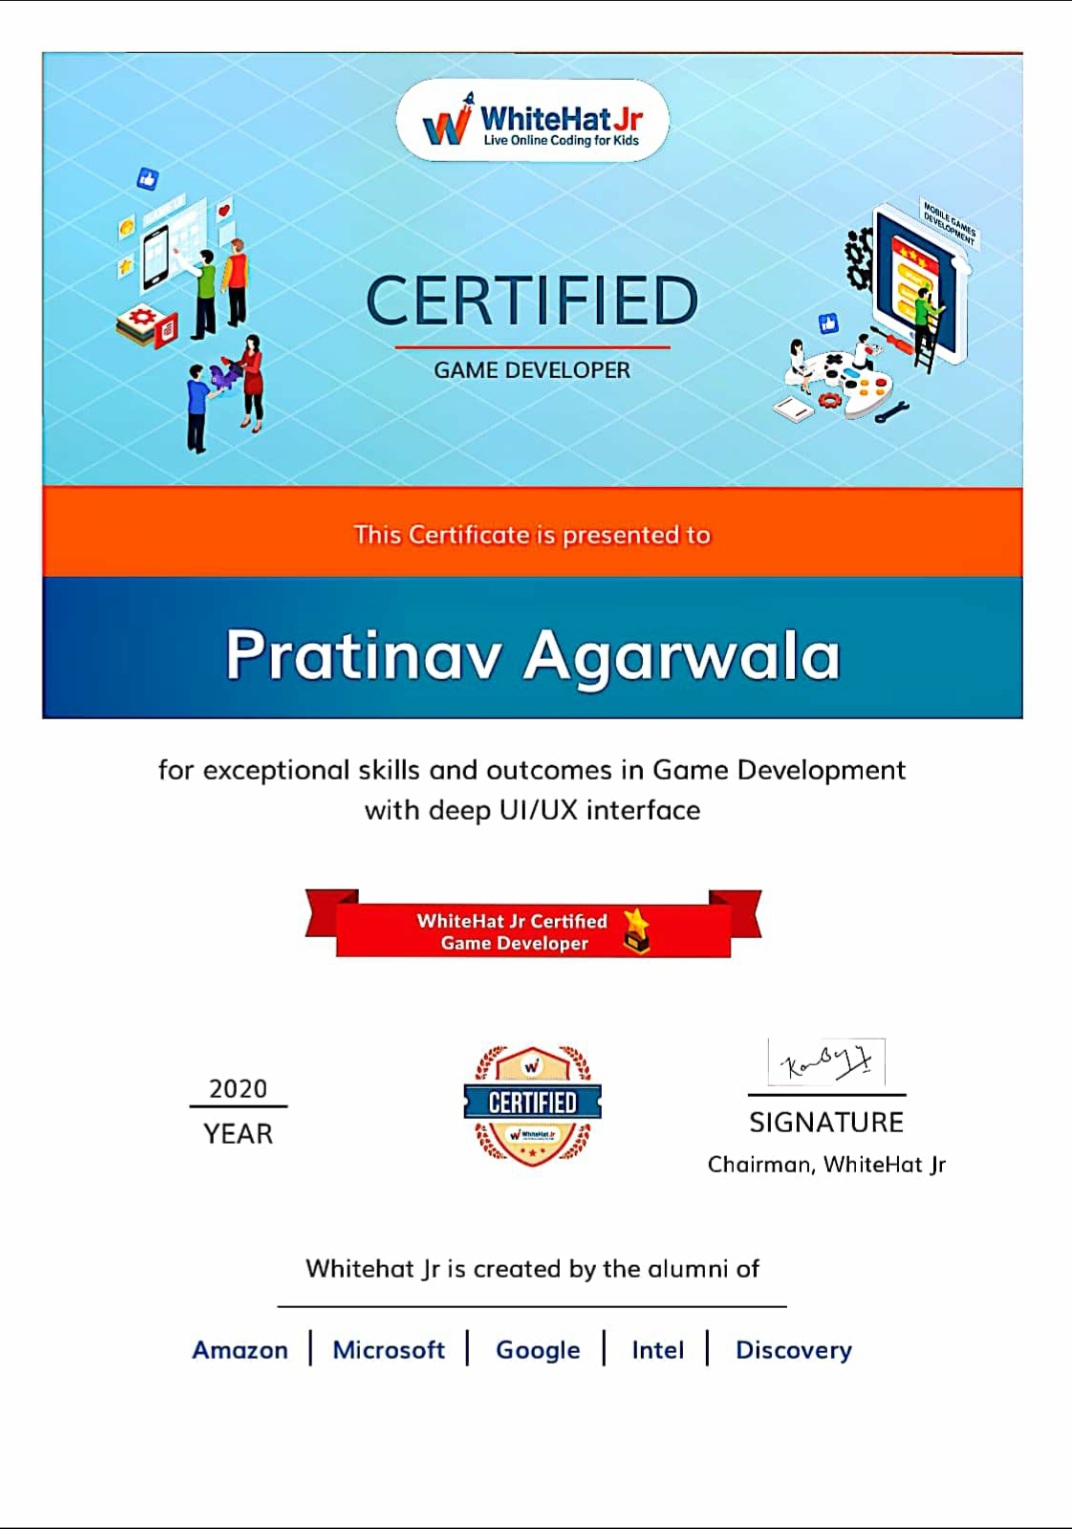 WhiteHat Jr
Live Online Coding for Kids
MOBILE GAMES
DEVELOPMENT
CERTIFIED
GAME DEVELOPER
This Certificate is presented to
Pratinav Agarwala
for exceptional skills and outcomes in Game Development
with deep UI/UX interface
WhiteHat Jr Certified
Game Developer
2020
YEAR
W
CERTIFIED
WhiteHat Jr
SIGNATURE
Chairman, WhiteHat Jr
Whitehat Jr is created by the alumni of
Amazon | Microsoft | Google | Intel | Discovery